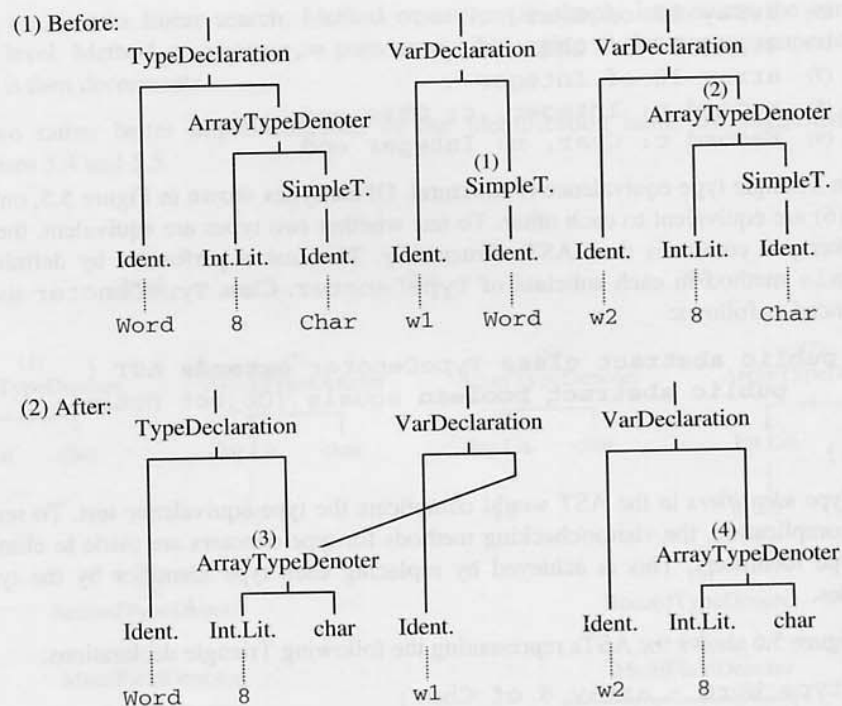 (1) Before:
TypeDeclaration VarDeclaration VarDeclaration
(2)
ArrayTypeDenoter ArrayTypeDenoter
(1)
SimpleT. SimpleT. SimpleT.
Ident. Int.Lit. Ident. Ident. Ident. Ident. Int.Lit. Ident.
Word 8 Char w1 Word w2 8 Char
(2) After:
TypeDeclaration VarDeclaration VarDeclaration
(3) (4)
ArrayTypeDenoter ArrayTypeDenoter
Ident. Int.Lit. char Ident. Ident. Int.Lit. char
Word 8 w1 w2 8